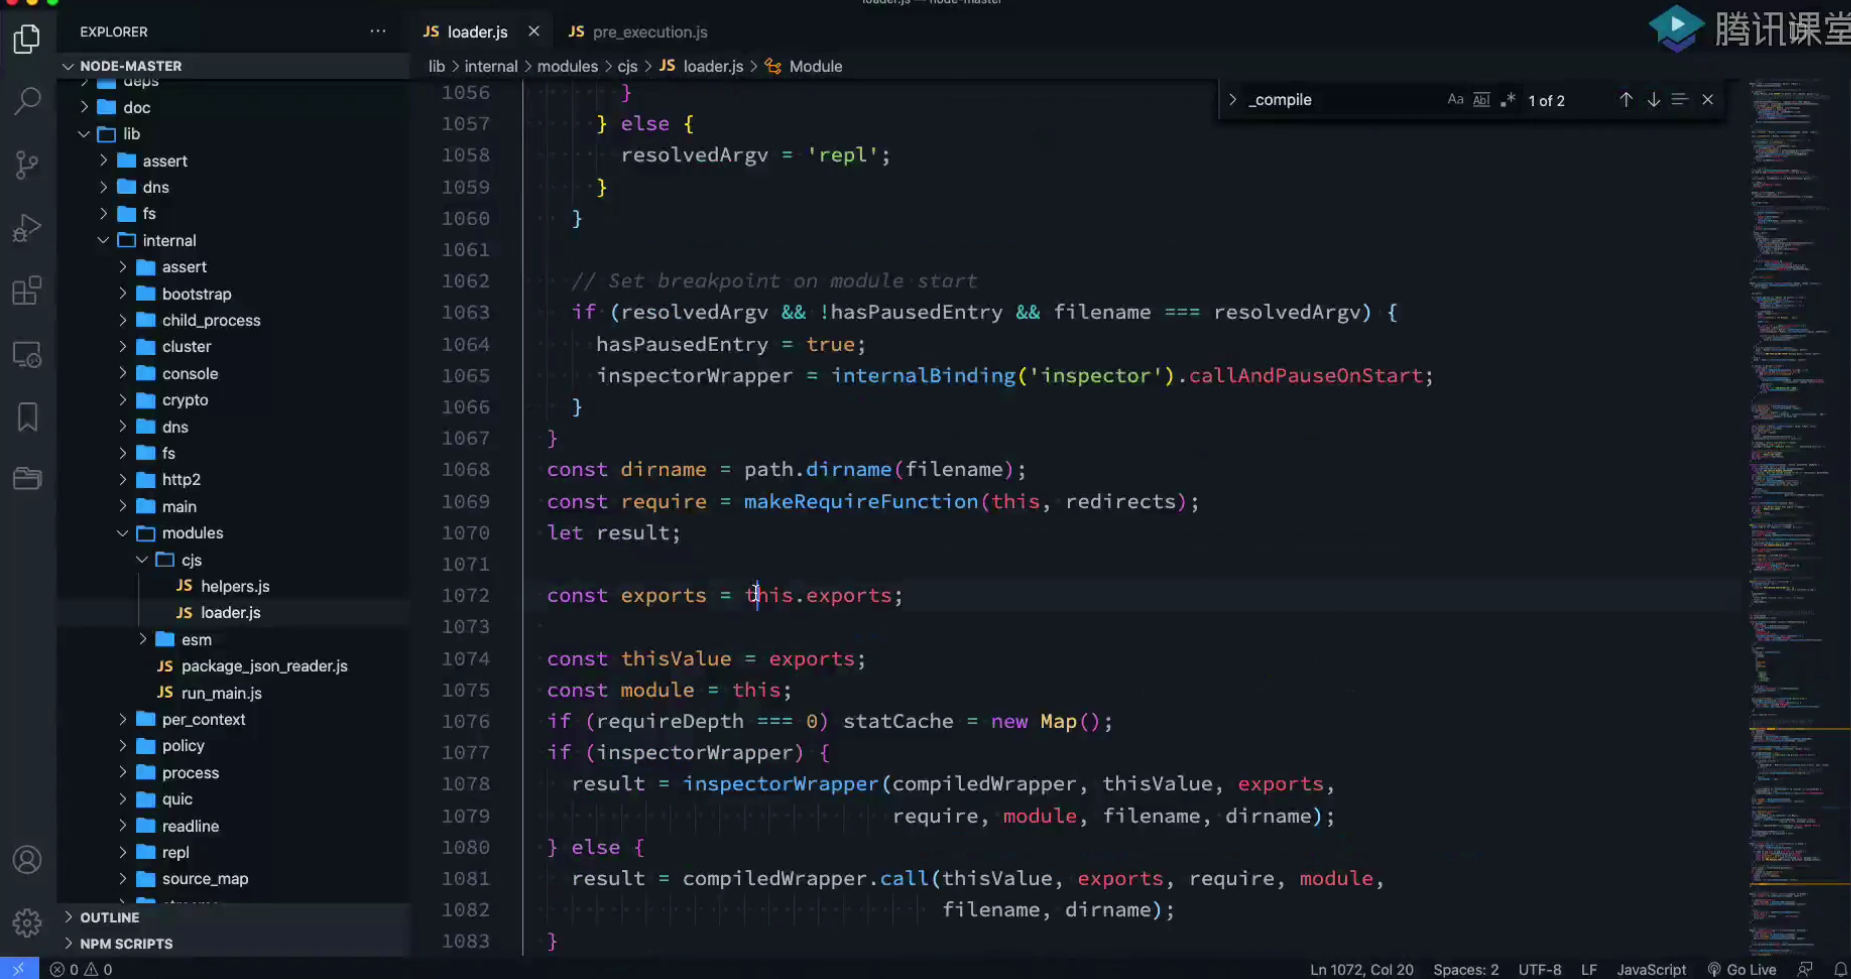 loader.js — node-master
EXPLORER
JS loader.js
JS pre_execution.js
腾讯课堂
NODE-MASTER
lib > internal > modules > cjs > JS loader.js > Module
_compile
Aa
Abl
.*
1 of 2
deps
doc
lib
assert
dns
fs
internal
assert
bootstrap
child_process
cluster
console
crypto
dns
fs
http2
main
modules
cjs
JS helpers.js
JS loader.js
esm
JS package_json_reader.js
JS run_main.js
per_context
policy
process
quic
readline
repl
source_map
OUTLINE
NPM SCRIPTS
1056 }
1057 } else {
1058 resolvedArgv = 'repl';
1059 }
1060 }
1061
1062 // Set breakpoint on module start
1063 if (resolvedArgv && !hasPausedEntry && filename === resolvedArgv) {
1064 hasPausedEntry = true;
1065 inspectorWrapper = internalBinding('inspector').callAndPauseOnStart;
1066 }
1067 }
1068 const dirname = path.dirname(filename);
1069 const require = makeRequireFunction(this, redirects);
1070 let result;
1071
1072 const exports = this.exports;
1073
1074 const thisValue = exports;
1075 const module = this;
1076 if (requireDepth === 0) statCache = new Map();
1077 if (inspectorWrapper) {
1078 result = inspectorWrapper(compiledWrapper, thisValue, exports,
1079 require, module, filename, dirname);
1080 } else {
1081 result = compiledWrapper.call(thisValue, exports, require, module,
1082 filename, dirname);
1083 }
0 0
Ln 1072, Col 20
Spaces: 2
UTF-8
LF
JavaScript
Go Live